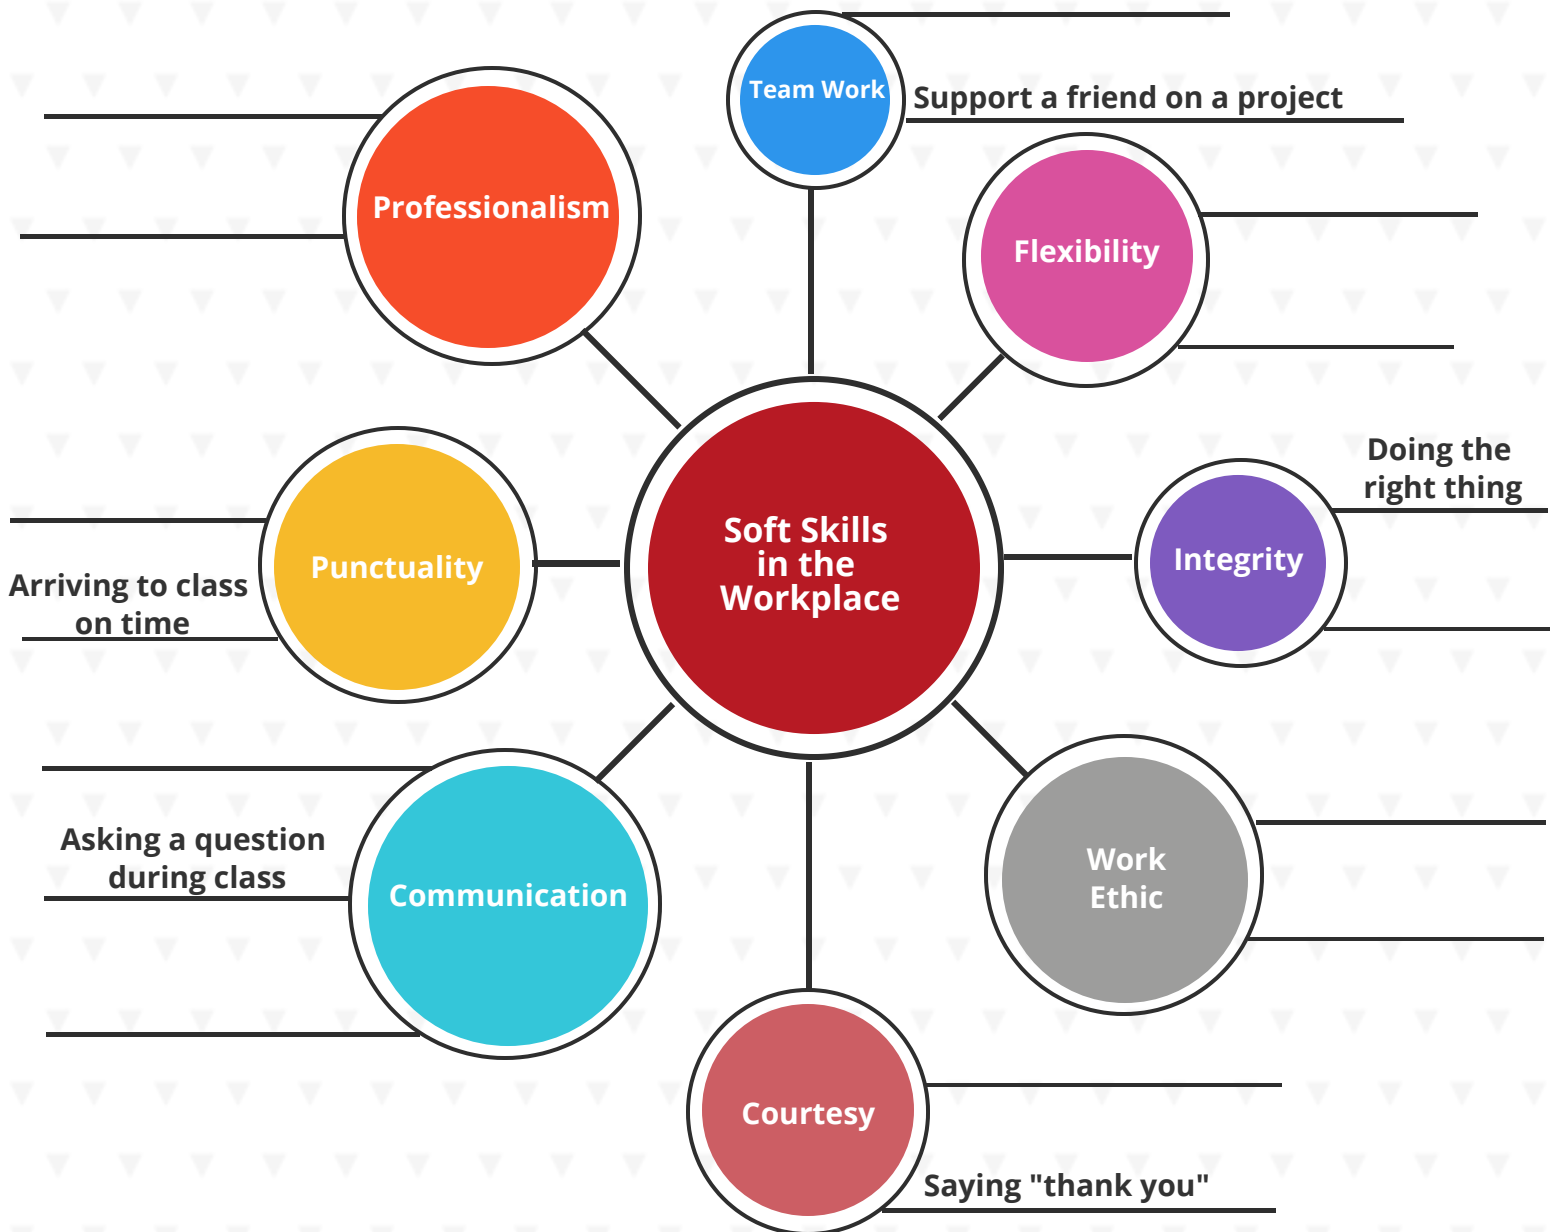 Team Work
Support a friend on a project
Professionalism
Flexibility
Doing the
right thing
Integrity
Soft Skills
in the
Workplace
Punctuality
Arriving to class
on time
Asking a question
during class
Communication
Work
Ethic
Courtesy
Saying "thank you"